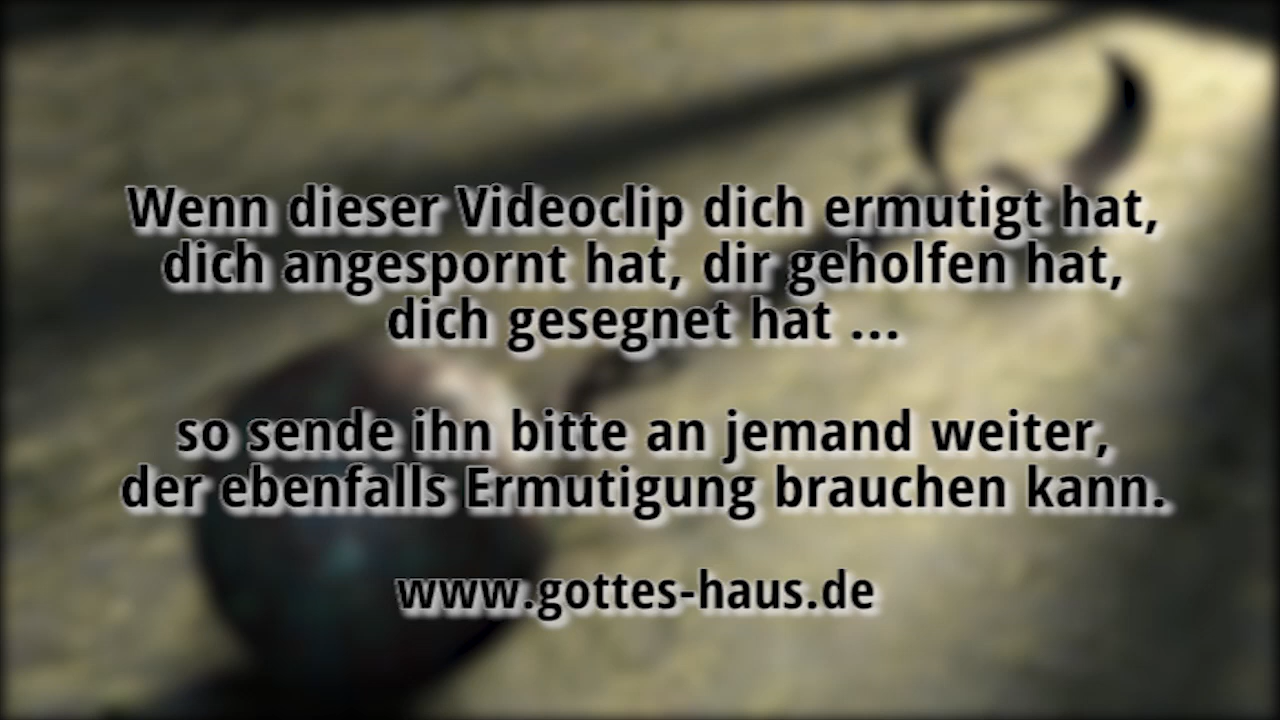 Wenn dieser Videoclip dich ermutigt hat,
dich angespornt hat, dir geholfen hat,
dich gesegnet hat ...
so sende ihn bitte an jemand weiter,
der ebenfalls Ermutigung brauchen kann.
www.gottes-haus.de